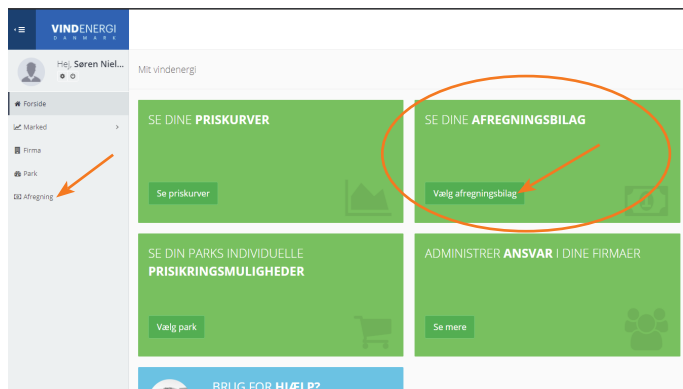 VINDENERGI
DANMARK
Hej, Søren Niel...
Mit vindenergi
Forside
Marked
Firma
Park
Afregning
SE DINE PRISKURVER
Se priskurver
SE DINE AFREGNINGSBILAG
Vælg afregningsbilag
SE DIN PARKS INDIVIDUELLE
PRISIKRINGSMULIGHEDER
Vælg park
ADMINISTRER ANSVAR I DINE FIRMAER
Se mere
BRUG FOR HJÆLP?